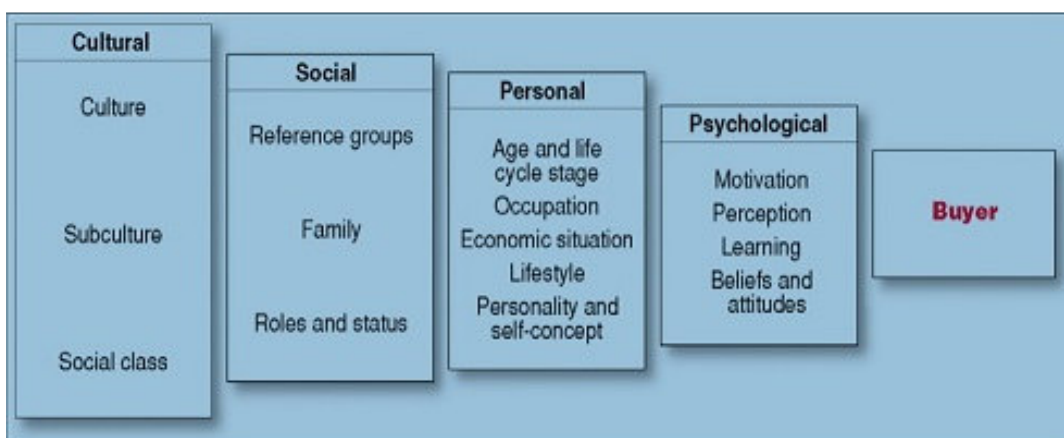 Cultural
Culture
Subculture
Social class
Social
Reference groups
Family
Roles and status
Personal
Age and life
cycle stage
Occupation
Economic situation
Lifestyle
Personality and
self-concept
Psychological
Motivation
Perception
Learning
Beliefs and
attitudes
Buyer